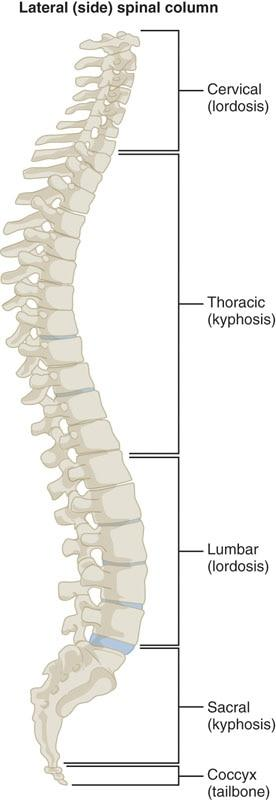 Lateral (side) spinal column
Cervical
(lordosis)
Thoracic
(kyphosis)
Lumbar
(lordosis)
Sacral
(kyphosis)
Coccyx
(tailbone)